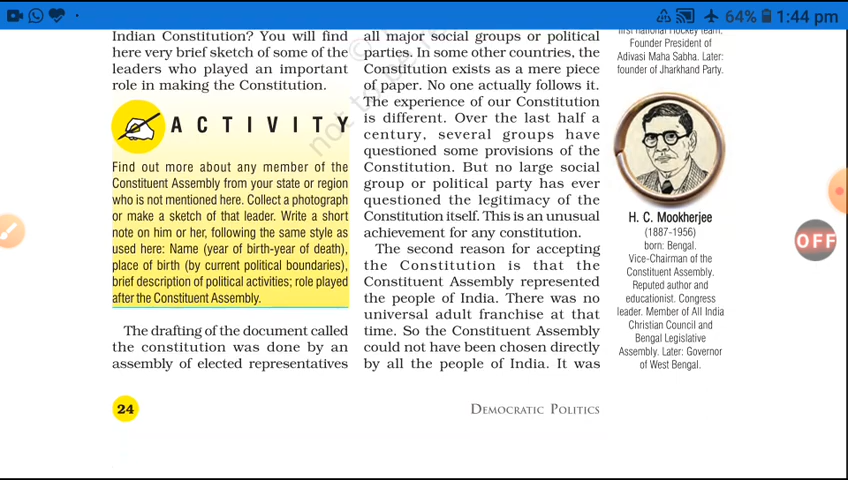 64% 1:44 pm
Indian Constitution? You will find
here very brief sketch of some of the
leaders who played an important
role in making the Constitution.
ACTIVITY
Find out more about any member of the
Constituent Assembly from your state or region
who is not mentioned here. Collect a photograph
or make a sketch of that leader. Write a short
note on him or her, following the same style as
used here: Name (year of birth-year of death),
place of birth (by current political boundaries),
brief description of political activities; role played
after the Constituent Assembly.
The drafting of the document called
the constitution was done by an
assembly of elected representatives
all major social groups or political
parties. In some other countries, the
Constitution exists as a mere piece
of paper. No one actually follows it.
The experience of our Constitution
is different. Over the last half a
century, several groups have
questioned some provisions of the
Constitution. But no large social
group or political party has ever
questioned the legitimacy of the
Constitution itself. This is an unusual
achievement for any constitution.
The second reason for accepting
the Constitution is that the
Constituent Assembly represented
the people of India. There was no
universal adult franchise at that
time. So the Constituent Assembly
could not have been chosen directly
by all the people of India. It was
first national Hockey team.
Founder President of
Adivasi Maha Sabha. Later:
founder of Jharkhand Party.
H. C. Mookherjee
(1887-1956)
born: Bengal.
Vice-Chairman of the
Constituent Assembly.
Reputed author and
educationist. Congress
leader. Member of All India
Christian Council and
Bengal Legislative
Assembly. Later: Governor
of West Bengal.
OFF
24
DEMOCRATIC POLITICS
© not to be